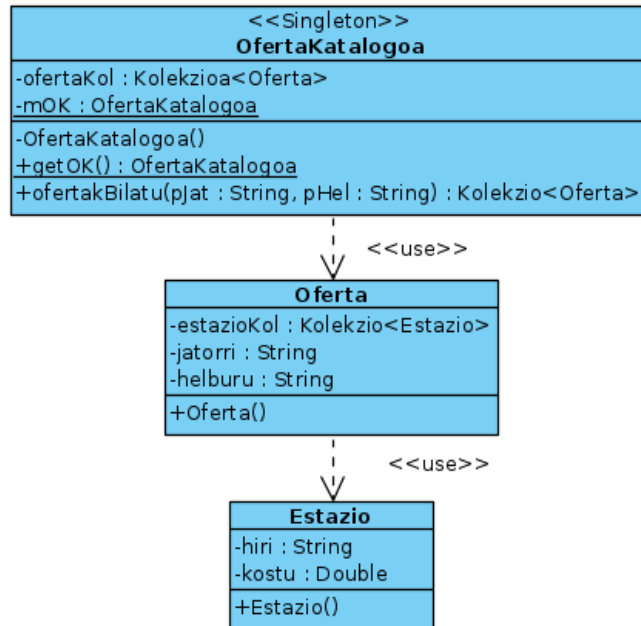 <<Singleton>>
OfertaKatalogoa
-ofertaKol : Kolekzioa<Oferta>
-mOK : OfertaKatalogoa
-OfertaKatalogoa()
+getOK() : OfertaKatalogoa
+ofertakBilatu(pJat : String, pHel : String) : Kolekzio<Oferta>
<<use>>
Oferta
-estazioKol : Kolekzio<Estazio>
-jatorri : String
-helburu : String
+Oferta()
<<use>>
Estazio
-hiri : String
-kostu : Double
+Estazio()